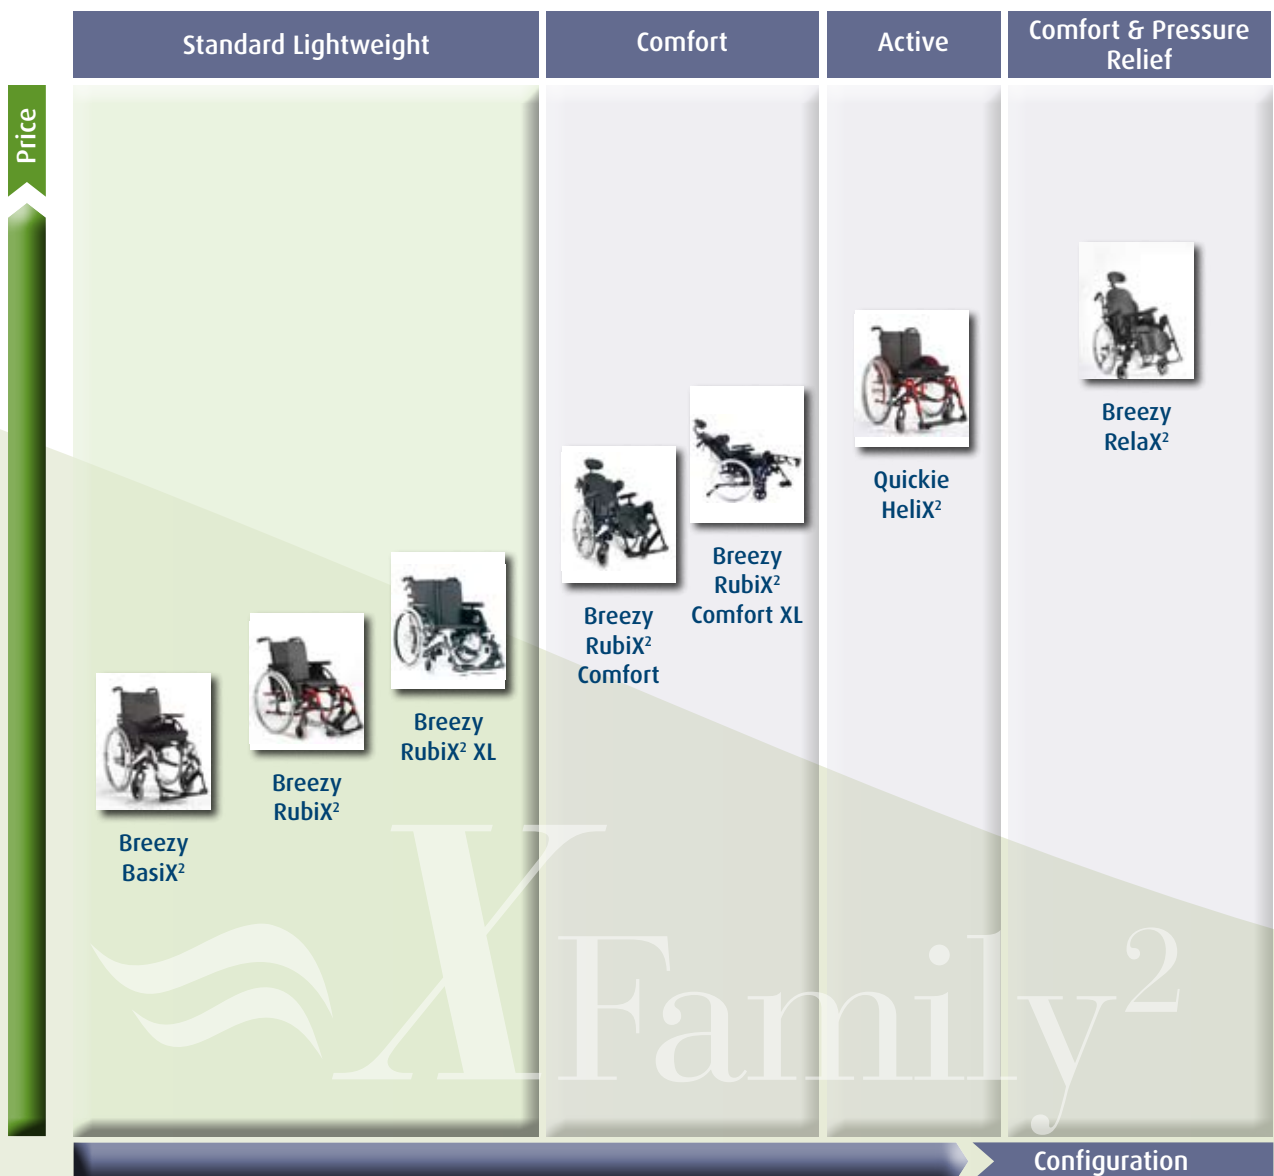 Standard Lightweight
Comfort
Active
Comfort & Pressure
Relief
Price
Breezy
RelaX²
Quickie
HeliX²
Breezy
RubiX²
Comfort XL
Breezy
RubiX²
Comfort
Breezy
RubiX² XL
Breezy
RubiX²
Breezy
BasiX²
XFamily²
Configuration